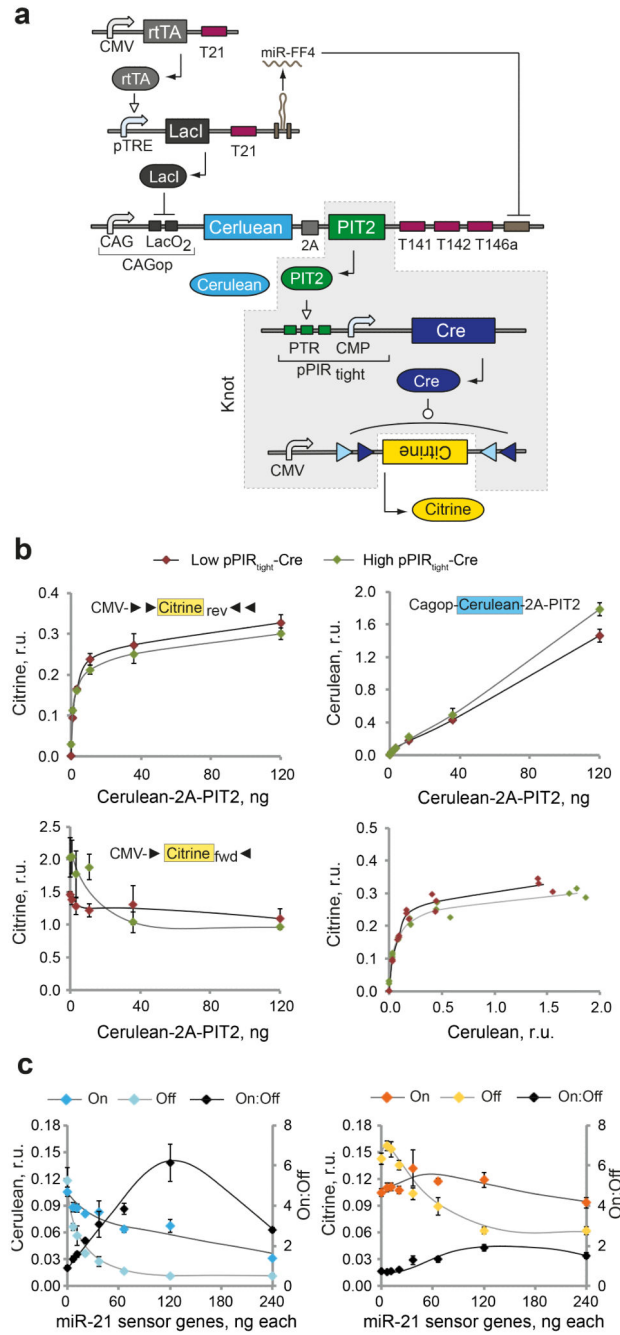 a
CMV
rtTA
T21
miR-FF4
rtTA
pTRE
LacI
T21
LacI
CAG
LacO2
Cerluean
2A
PIT2
T141
T142
T146a
CAGop
Cerulean
PIT2
PTR
CMP
Cre
pPIR tight
Knot
Cre
CMV
Citrine
Citrine
b
Low pPIRtight-Cre
High pPIRtight-Cre
CMV-►►Citrine rev◄◄
Citrine, r.u.
0.4
0.3
0.2
0.1
0.0
0 40 80 120
Cerulean-2A-PIT2, ng
Cagop-Cerulean-2A-PIT2
Cerulean, r.u.
2.0
1.6
1.2
0.8
0.4
0.0
0 40 80 120
Cerulean-2A-PIT2, ng
CMV-►Citrine fwd◄
Citrine, r.u.
2.5
2.0
1.5
1.0
0.5
0.0
0 40 80 120
Cerulean-2A-PIT2, ng
Citrine, r.u.
0.5
0.4
0.3
0.2
0.1
0.0
0.0 0.5 1.0 1.5 2.0
Cerulean, r.u.
c
On Off On:Off
Cerulean, r.u.
0.18
0.15
0.12
0.09
0.06
0.03
0.00
8
6
4
2
0
On:Off
0 60 120 180 240
miR-21 sensor genes, ng each
On Off On:Off
Citrine, r.u.
0.18
0.15
0.12
0.09
0.06
0.03
0.00
8
6
4
2
0
On:Off
0 60 120 180 240
miR-21 sensor genes, ng each